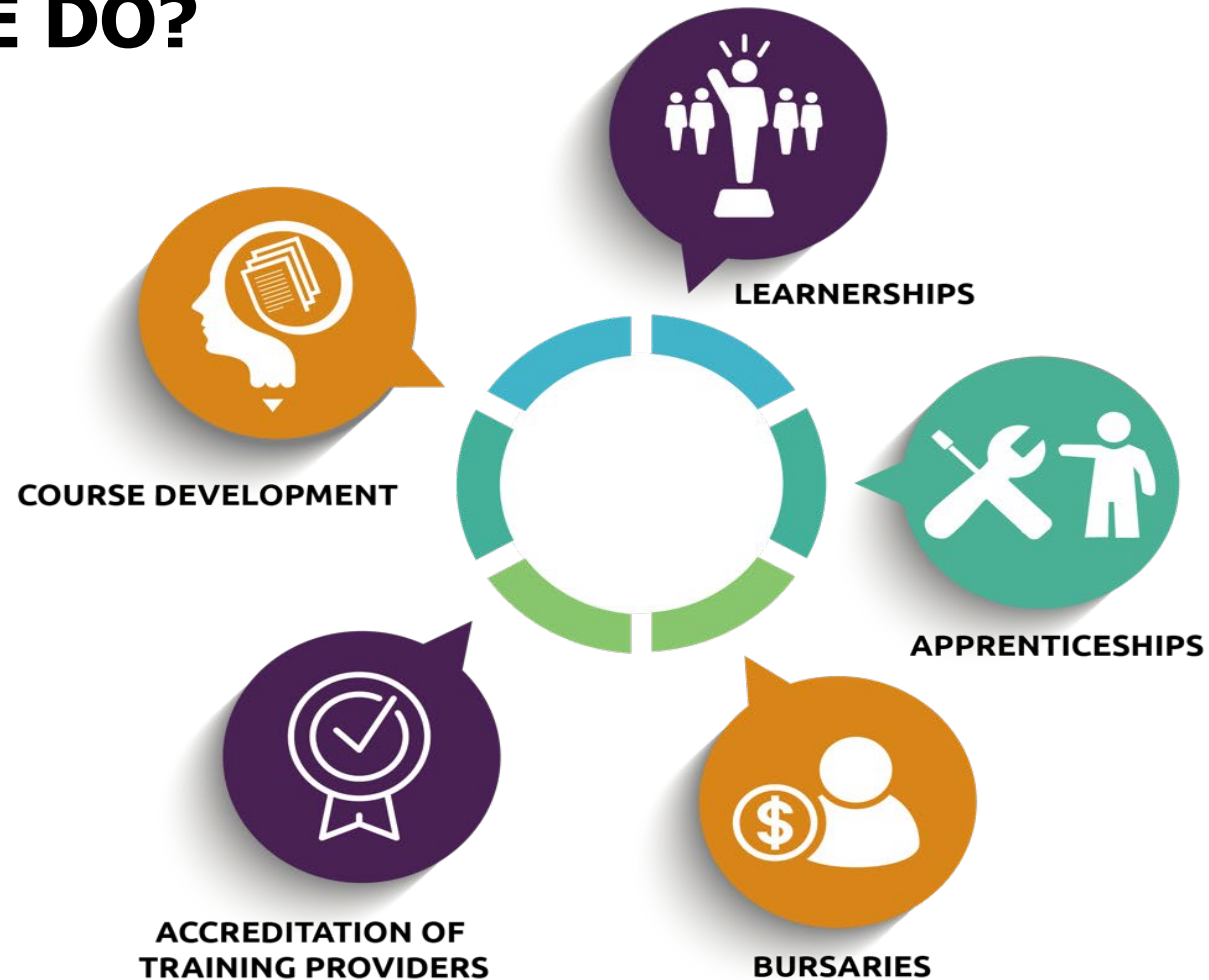 E DO?
LEARNERSHIPS
COURSE DEVELOPMENT
APPRENTICESHIPS
ACCREDITATION OF
TRAINING PROVIDERS
$
BURSARIES